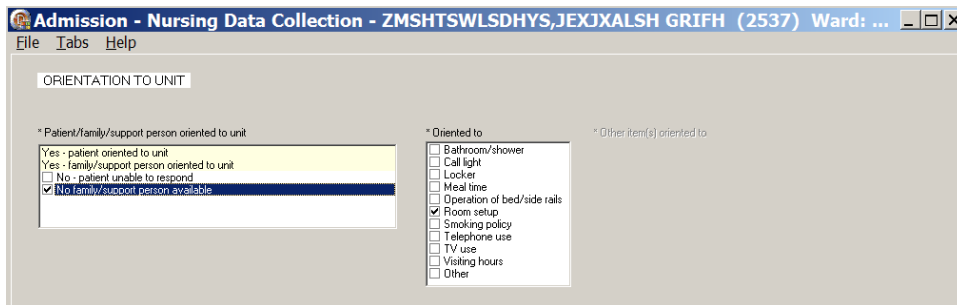 Admission - Nursing Data Collection - ZMSHTSWLSDHYS,JEXJXALSH GRIFH (2537) Ward: ...
File Tabs Help
ORIENTATION TO UNIT
* Patient/family/support person oriented to unit
Yes - patient oriented to unit
Yes - family/support person oriented to unit
No - patient unable to respond
No family/support person available
* Oriented to
Bathroom/shower
Call light
Locker
Meal time
Operation of bed/side rails
Room setup
Smoking policy
Telephone use
TV use
Visiting hours
Other
* Other item(s) oriented to